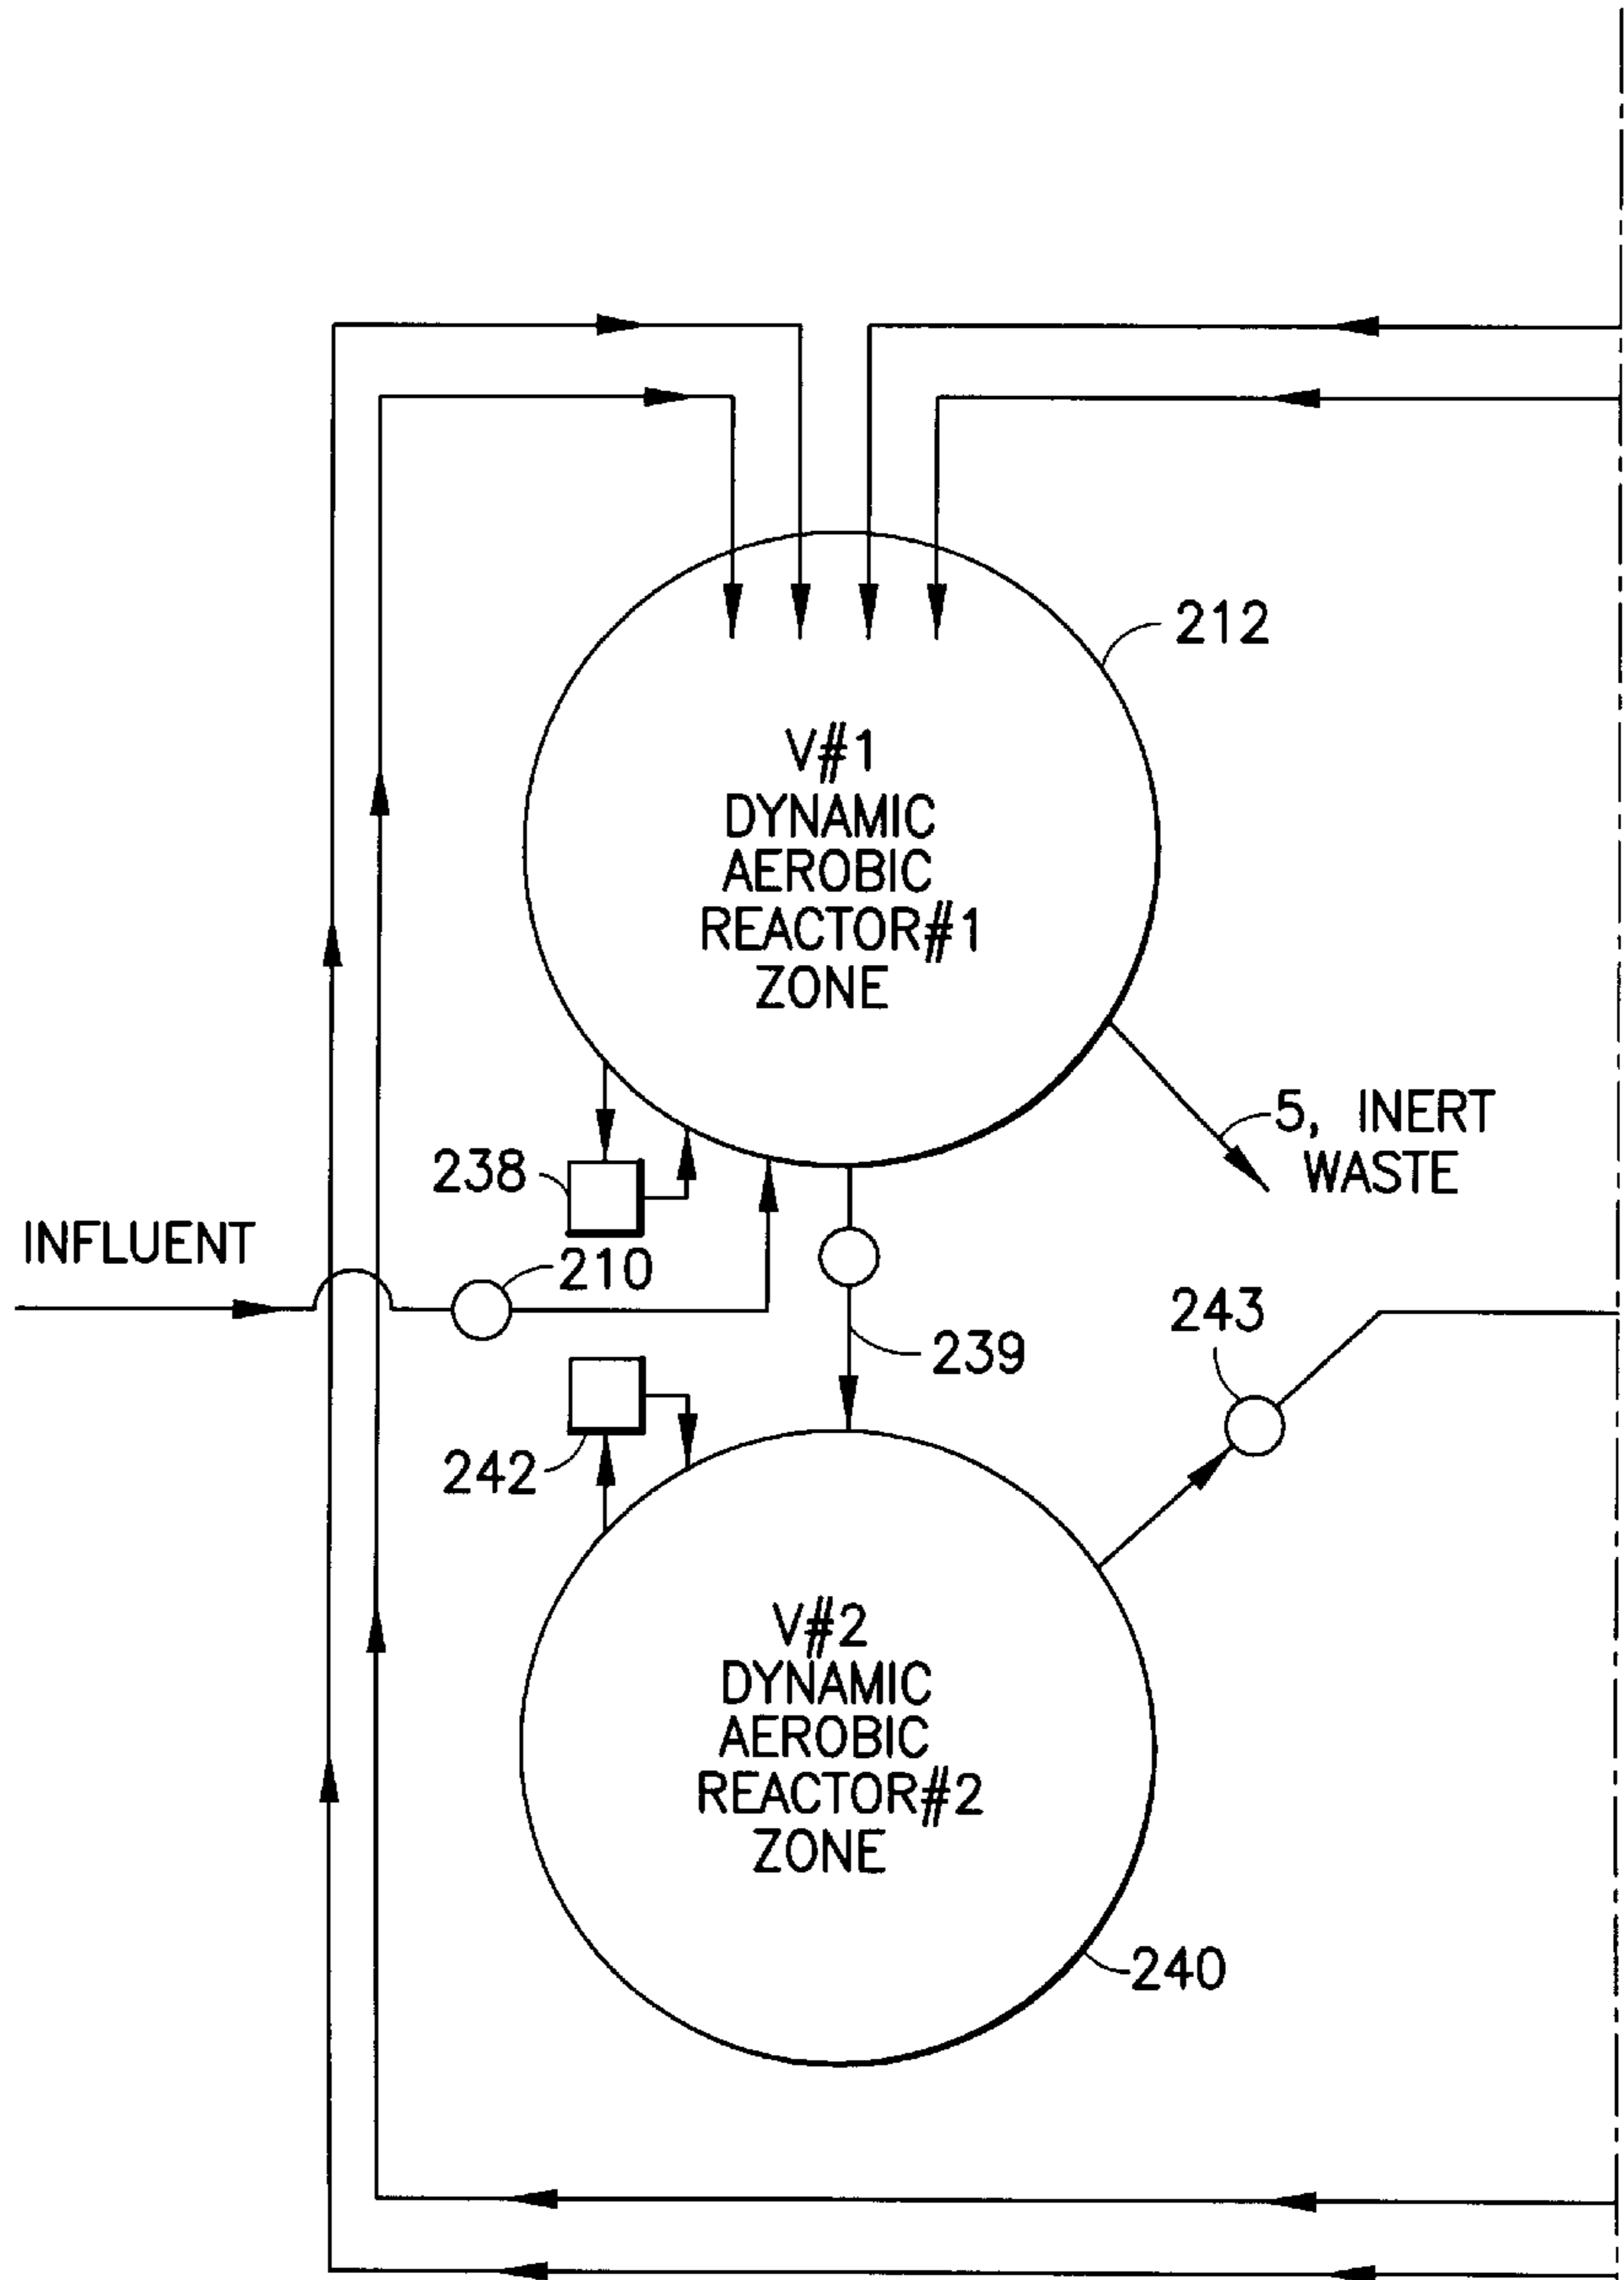 212
V#1
DYNAMIC
AEROBIC
REACTOR#1
ZONE
5, INERT
WASTE
238
INFLUENT
210
243
239
242
V#2
DYNAMIC
AEROBIC
REACTOR#2
ZONE
240